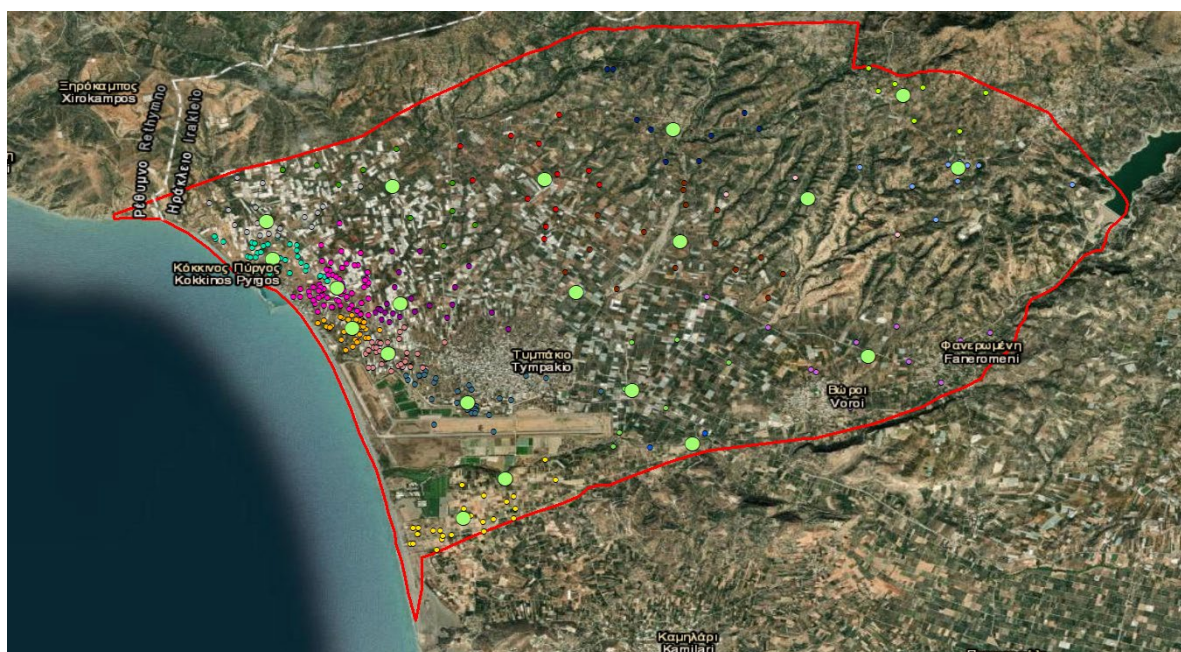 Ξηρόκαμπος
Xirokampos
Ρέθυμνο Rethymno
Ηράκλειο Irakleio
Κόκκινος Πύργος
Kokkinos Pyrgos
Τυμπάκιο
Tympakio
Φανερωμένη
Faneromeni
Βώροι
Voroi
Καμηλάρι
Kamilari